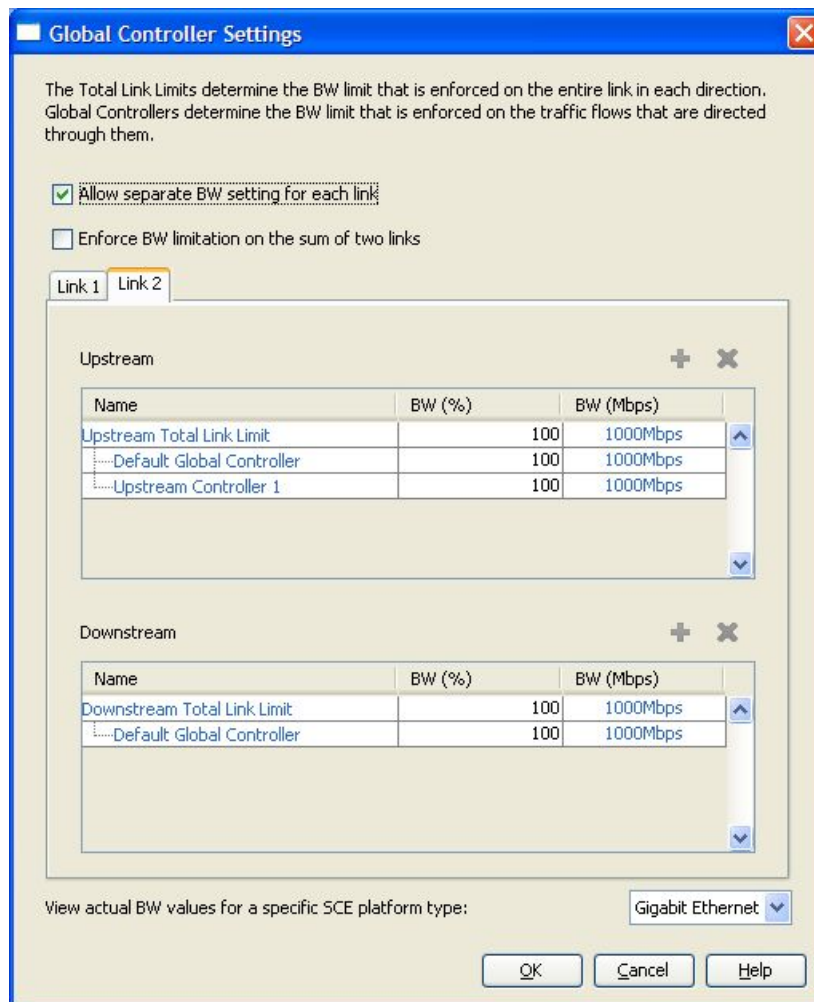 Global Controller Settings
The Total Link Limits determine the BW limit that is enforced on the entire link in each direction.
Global Controllers determine the BW limit that is enforced on the traffic flows that are directed
through them.
Allow separate BW setting for each link
Enforce BW limitation on the sum of two links
Link 1 Link 2
Upstream
Name BW (%) BW (Mbps)
Upstream Total Link Limit 100 1000Mbps
Default Global Controller 100 1000Mbps
Upstream Controller 1 100 1000Mbps
Downstream
Name BW (%) BW (Mbps)
Downstream Total Link Limit 100 1000Mbps
Default Global Controller 100 1000Mbps
View actual BW values for a specific SCE platform type: Gigabit Ethernet
OK Cancel Help